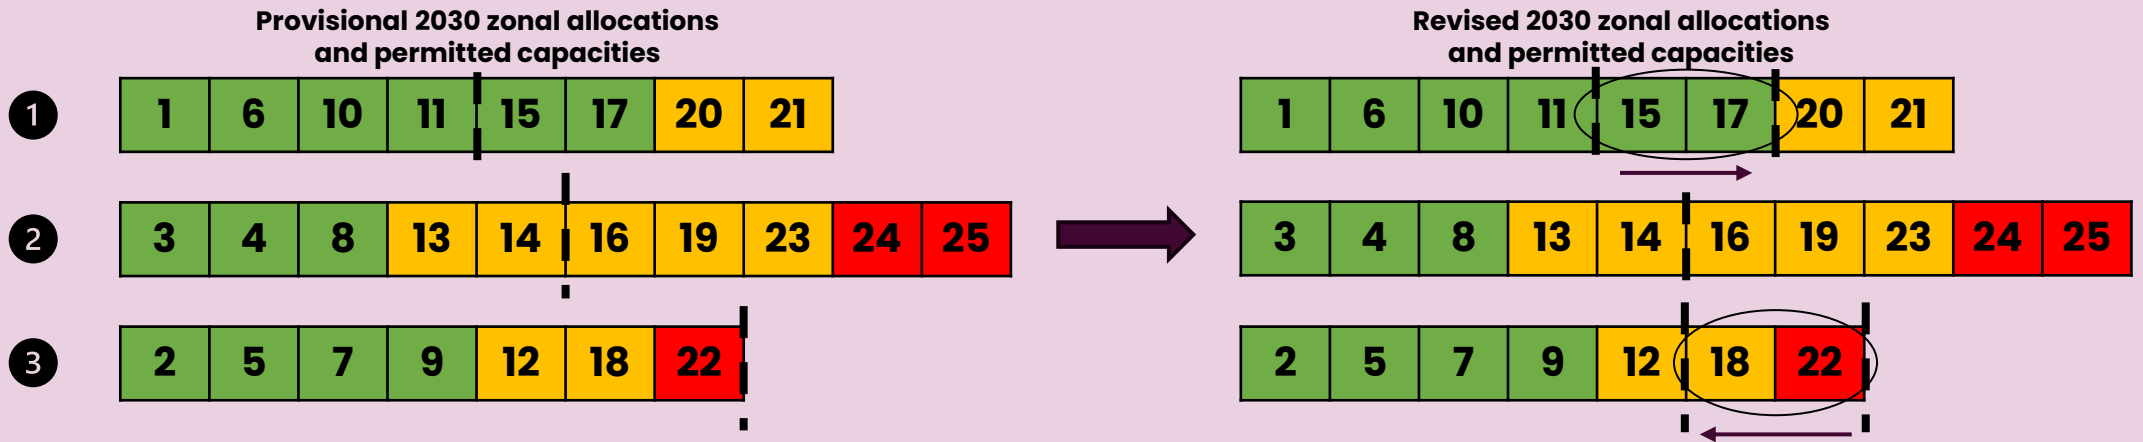 Provisional 2030 zonal allocations
and permitted capacities
1 1 6 10 11 15 17 20 21
2 3 4 8 13 14 16 19 23 24 25
3 2 5 7 9 12 18 22
Revised 2030 zonal allocations
and permitted capacities
1 6 10 11 15 17 20 21
3 4 8 13 14 16 19 23 24 25
2 5 7 9 12 18 22